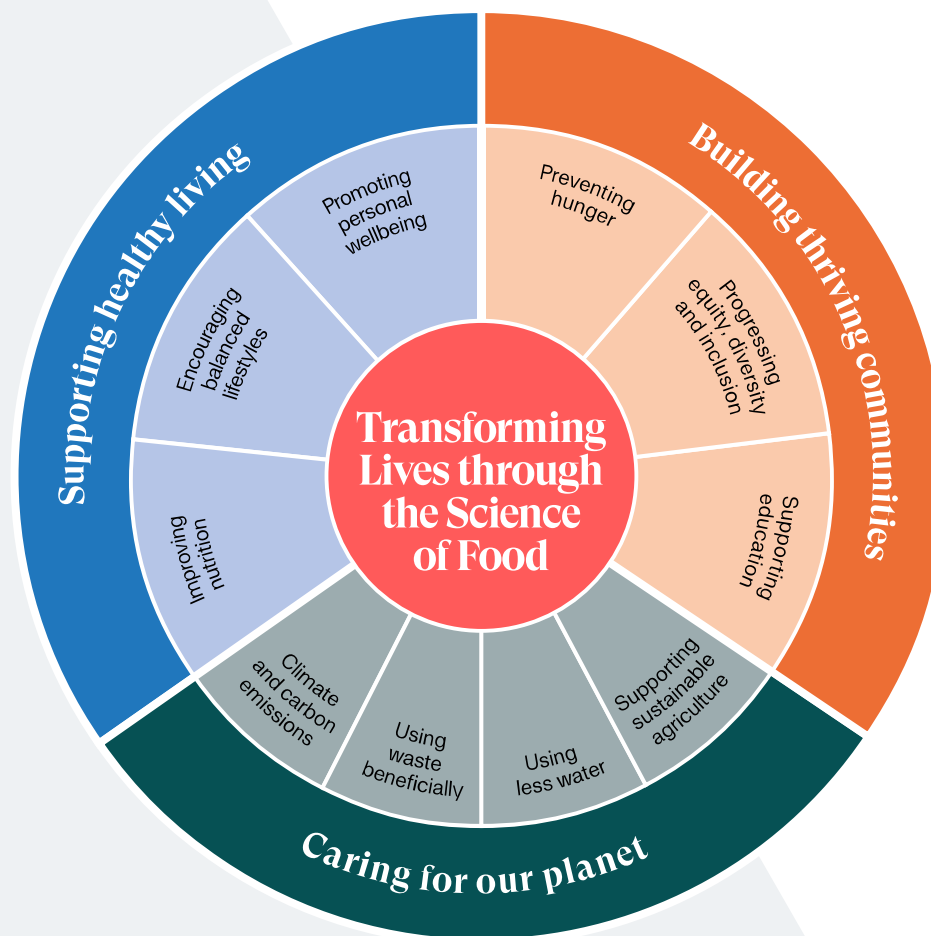 Transforming
Lives through
the Science
of Food
Building thriving communities
Preventing
hunger
Progressing
equity, diversity
and inclusion
Supporting
education
Caring for our planet
Supporting
sustainable
agriculture
Using
less water
Using
waste
beneficially
Climate
and carbon
emissions
Supporting healthy living
Improving
nutrition
Encouraging
balanced
lifestyles
Promoting
personal
wellbeing